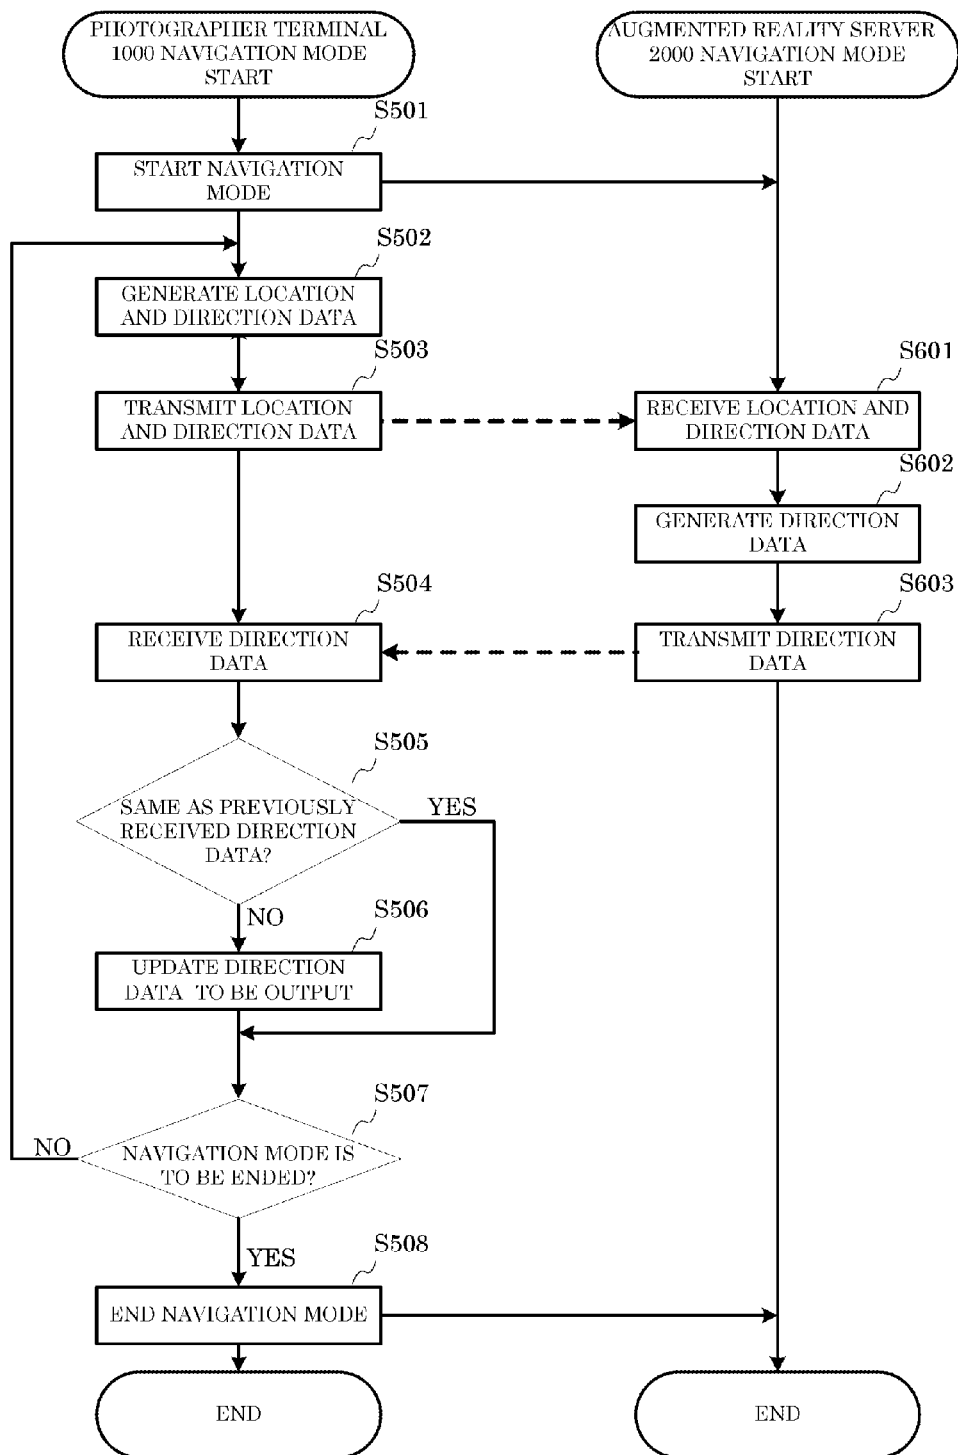 PHOTOGRAPHER TERMINAL
1000 NAVIGATION MODE
START
AUGMENTED REALITY SERVER
2000 NAVIGATION MODE
START
S501
START NAVIGATION
MODE
S502
GENERATE LOCATION
AND DIRECTION DATA
S503
TRANSMIT LOCATION
AND DIRECTION DATA
S601
RECEIVE LOCATION AND
DIRECTION DATA
S602
GENERATE DIRECTION
DATA
S504
RECEIVE DIRECTION
DATA
S603
TRANSMIT DIRECTION
DATA
S505
SAME AS PREVIOUSLY
RECEIVED DIRECTION
DATA?
YES
NO
S506
UPDATE DIRECTION
DATA TO BE OUTPUT
S507
NAVIGATION MODE IS
TO BE ENDED?
NO
YES
S508
END NAVIGATION MODE
END
END